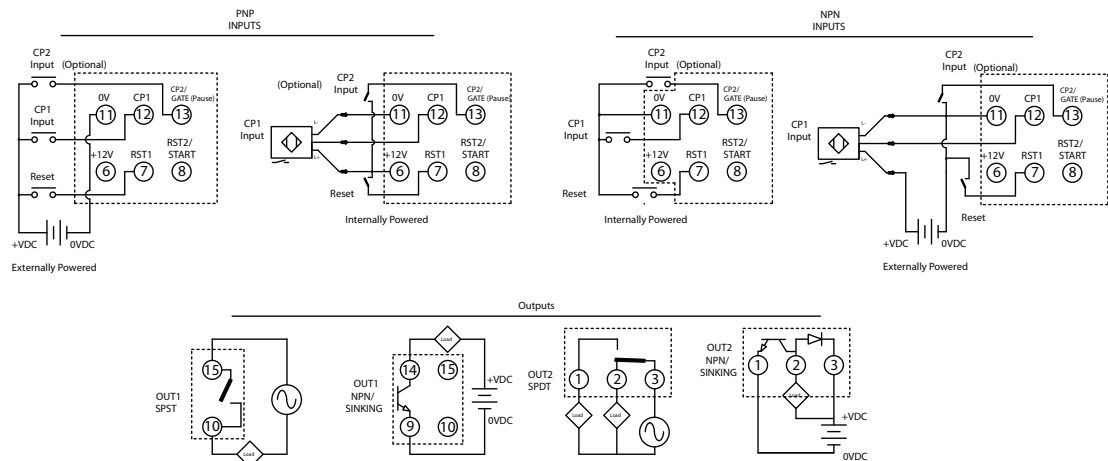 PNP
INPUTS
CP2
Input
(Optional)
0V
CP1
CP2/
GATE (Pause)
11
12
13
CP1
Input
+12V
RST1
RST2/
START
6
7
8
Reset
+VDC
0VDC
Externally Powered
(Optional)
CP2
Input
0V
CP1
CP2/
GATE (Pause)
L-
11
12
13
CP1
Input
L+
+12V
RST1
RST2/
START
6
7
8
Reset
Internally Powered
NPN
INPUTS
CP2
Input
(Optional)
0V
CP1
CP2/
GATE (Pause)
11
12
13
CP1
Input
+12V
RST1
RST2/
START
6
7
8
Reset
Internally Powered
CP2
Input
(Optional)
0V
CP1
CP2/
GATE (Pause)
L-
11
12
13
CP1
Input
L+
+12V
RST1
RST2/
START
6
7
8
Reset
+VDC
0VDC
Externally Powered
Outputs
15
OUT1
SPST
10
Load
Load
14
15
OUT1
NPN/
SINKING
9
10
+VDC
0VDC
OUT2
SPDT
1
2
3
Load
Load
OUT2
NPN/
SINKING
1
2
3
Load
+VDC
0VDC